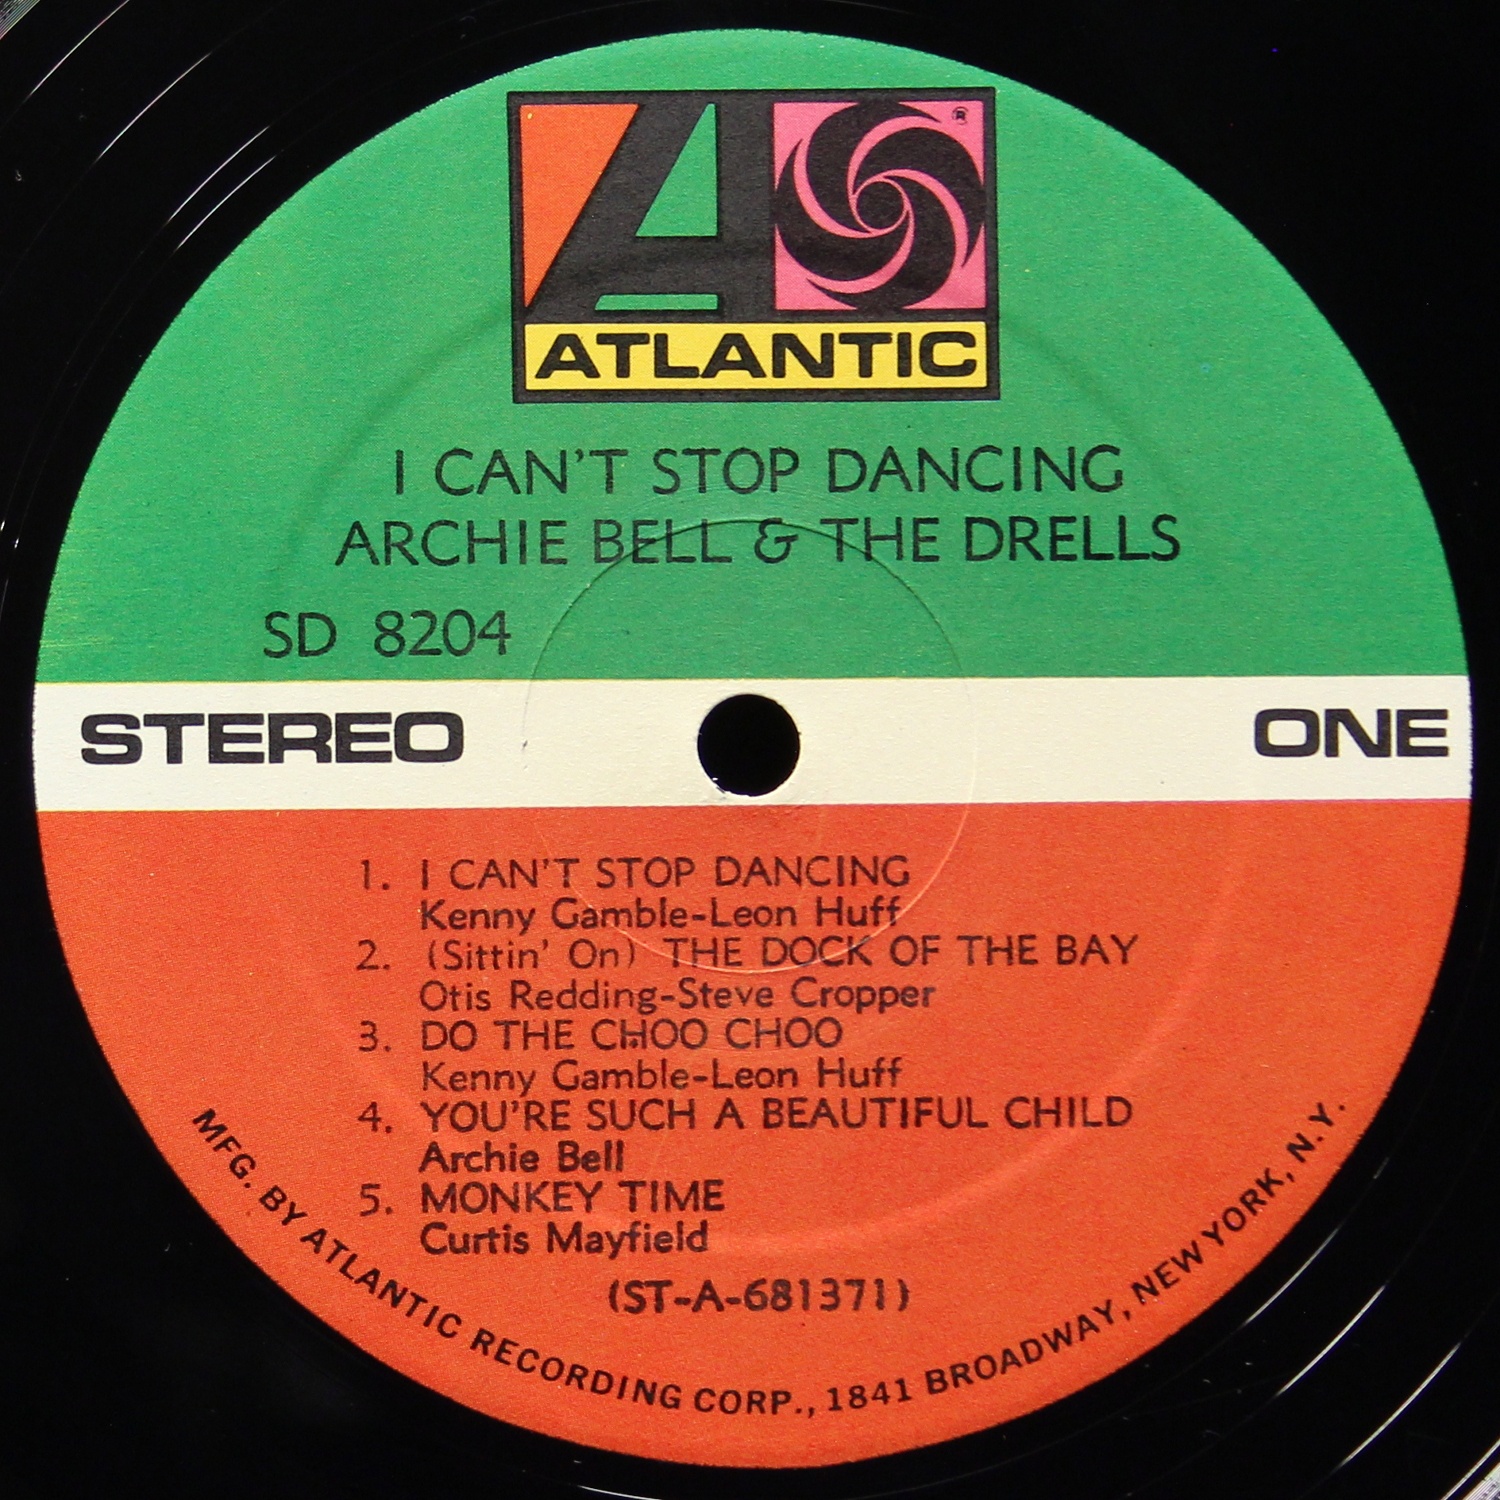 ®
ATLANTIC
I CAN'T STOP DANCING
ARCHIE BELL & THE DRELLS
SD 8204
STEREO
ONE
1. I CAN'T STOP DANCING
Kenny Gamble-Leon Huff
2. (Sittin' On) THE DOCK OF THE BAY
Otis Redding-Steve Cropper
3. DO THE CHOO CHOO
Kenny Gamble-Leon Huff
4. YOU'RE SUCH A BEAUTIFUL CHILD
Archie Bell
5. MONKEY TIME
Curtis Mayfield
(ST-A-681371)
MFG. BY ATLANTIC RECORDING CORP., 1841 BROADWAY, NEW YORK, N.Y.